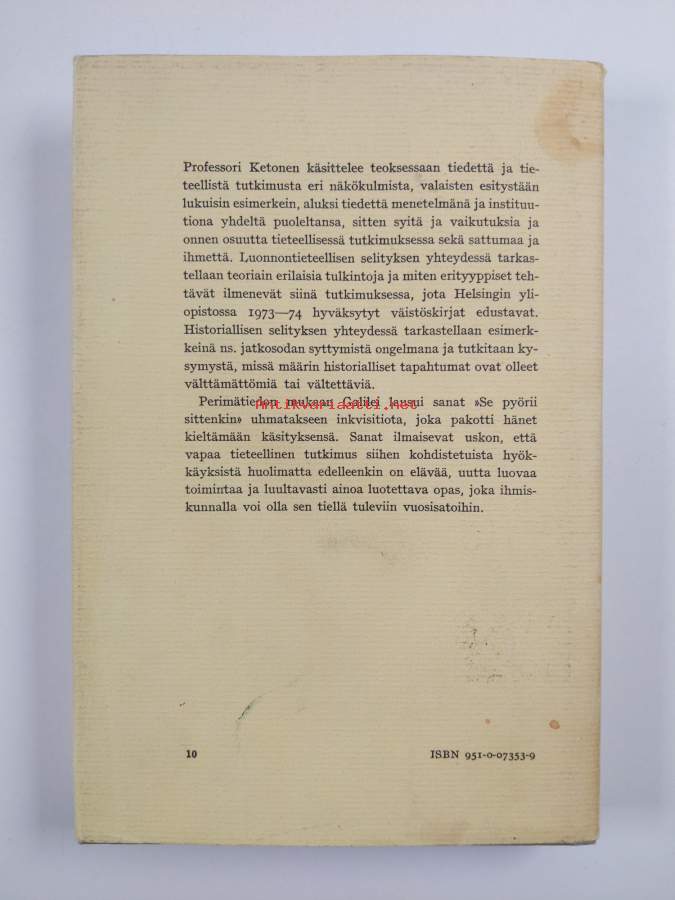 Professori Ketonen käsittelee teoksessaan tiedettä ja tie-
teellistä tutkimusta eri näkökulmista, valaisten esitystään
lukuisin esimerkein, aluksi tiedettä menetelmänä ja instituu-
tiona yhdeltä puoleltansa, sitten syitä ja vaikutuksia ja
onnen osuutta tieteellisessä tutkimuksessa sekä sattumaa ja
ihmettä. Luonnontieteellisen selityksen yhteydessä tarkas-
tellaan teoriain erilaisia tulkintoja ja miten erityyppiset teh-
tävät ilmenevät siinä tutkimuksessa, jota Helsingin yli-
opistossa 1973—74 hyväksytyt väistöskirjat edustavat.
Historiallisen selityksen yhteydessä tarkastellaan esimerk-
keinä ns. jatkosodan syttymistä ongelmana ja tutkitaan ky-
symystä, missä määrin historialliset tapahtumat ovat olleet
välttämättömiä tai vältettäviä.
Perimätiedon mukaan Galilei lausui sanat »Se pyörii
Antikvariaatti.net
sittenkin» uhmatakseen inkvisitiota, joka pakotti hänet
kieltämään käsityksensä. Sanat ilmaisevat uskon, että
vapaa tieteellinen tutkimus siihen kohdistetuista hyök-
käyksistä huolimatta edelleenkin on elävää, uutta luovaa
toimintaa ja luultavasti ainoa luotettava opas, joka ihmis-
kunnalla voi olla sen tiellä tuleviin vuosisatoihin.
10 ISBN 951-0-07353-9